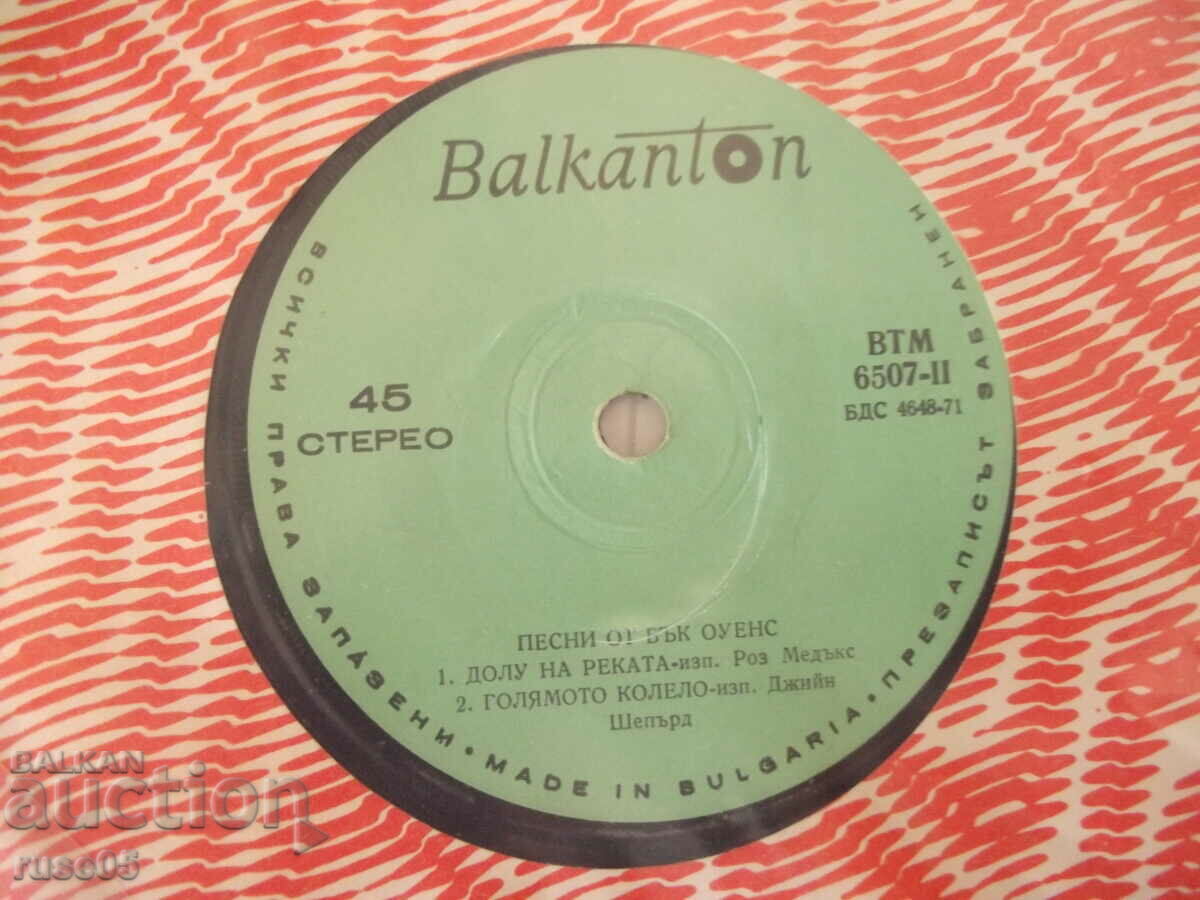 Balkanton
ВСИЧКИ ПРАВА ЗАПАЗЕНИ • MADE IN BULGARIA • ПРЕЗАПИСЪТ ЗАБРАНЕН
45
СТЕРЕО
ВТМ
6507-II
БДС 4648-71
ПЕСНИ ОТ БЪК ОУЕНС
1. ДОЛУ НА РЕКАТА-изп. Роз Медъкс
2. ГОЛЯМОТО КОЛЕЛО-изп. Джийн
Шепърд
BALKAN
auction
ruse05